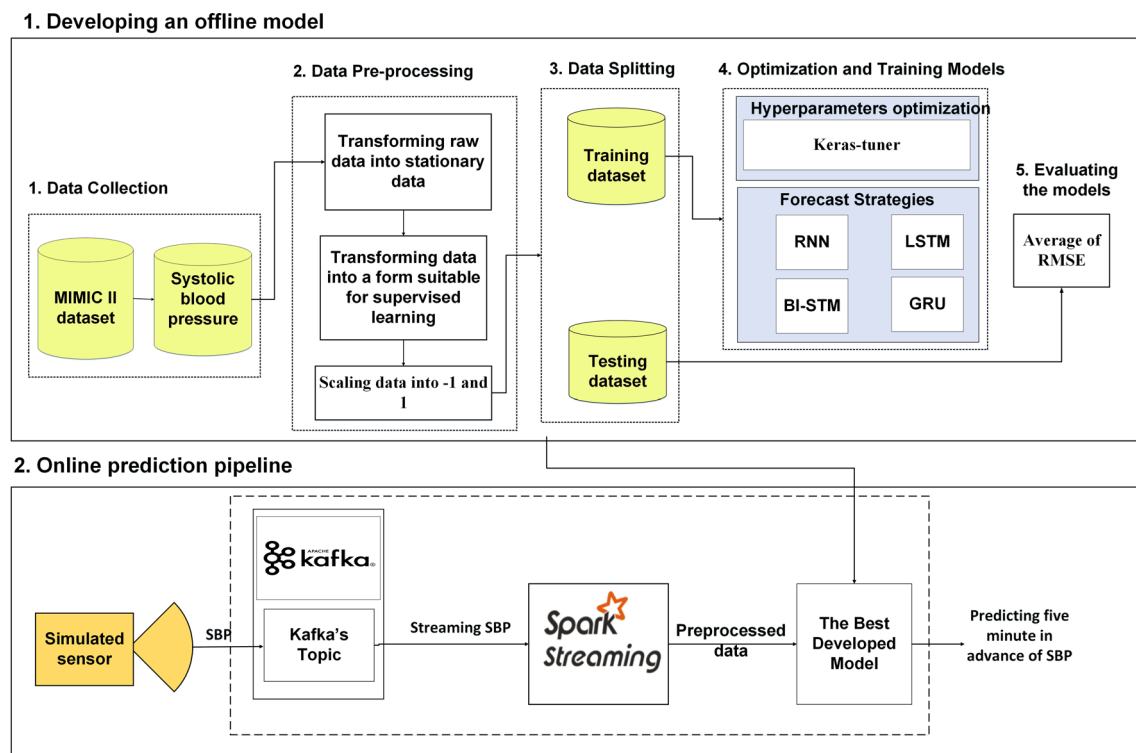 1. Developing an offline model
1. Data Collection
MIMIC II
dataset
Systolic
blood
pressure
2. Data Pre-processing
Transforming raw
data into stationary
data
Transforming data
into a form suitable
for supervised
learning
Scaling data into -1 and
1
3. Data Splitting
Training
dataset
Testing
dataset
4. Optimization and Training Models
Hyperparameters optimization
Keras-tuner
Forecast Strategies
RNN
LSTM
BI-STM
GRU
5. Evaluating
the models
Average of
RMSE
2. Online prediction pipeline
Simulated
sensor
SBP
APACHE
kafka®
Kafka's
Topic
Streaming SBP
Spark
Streaming
Preprocessed
data
The Best
Developed
Model
Predicting five
minute in
advance of SBP